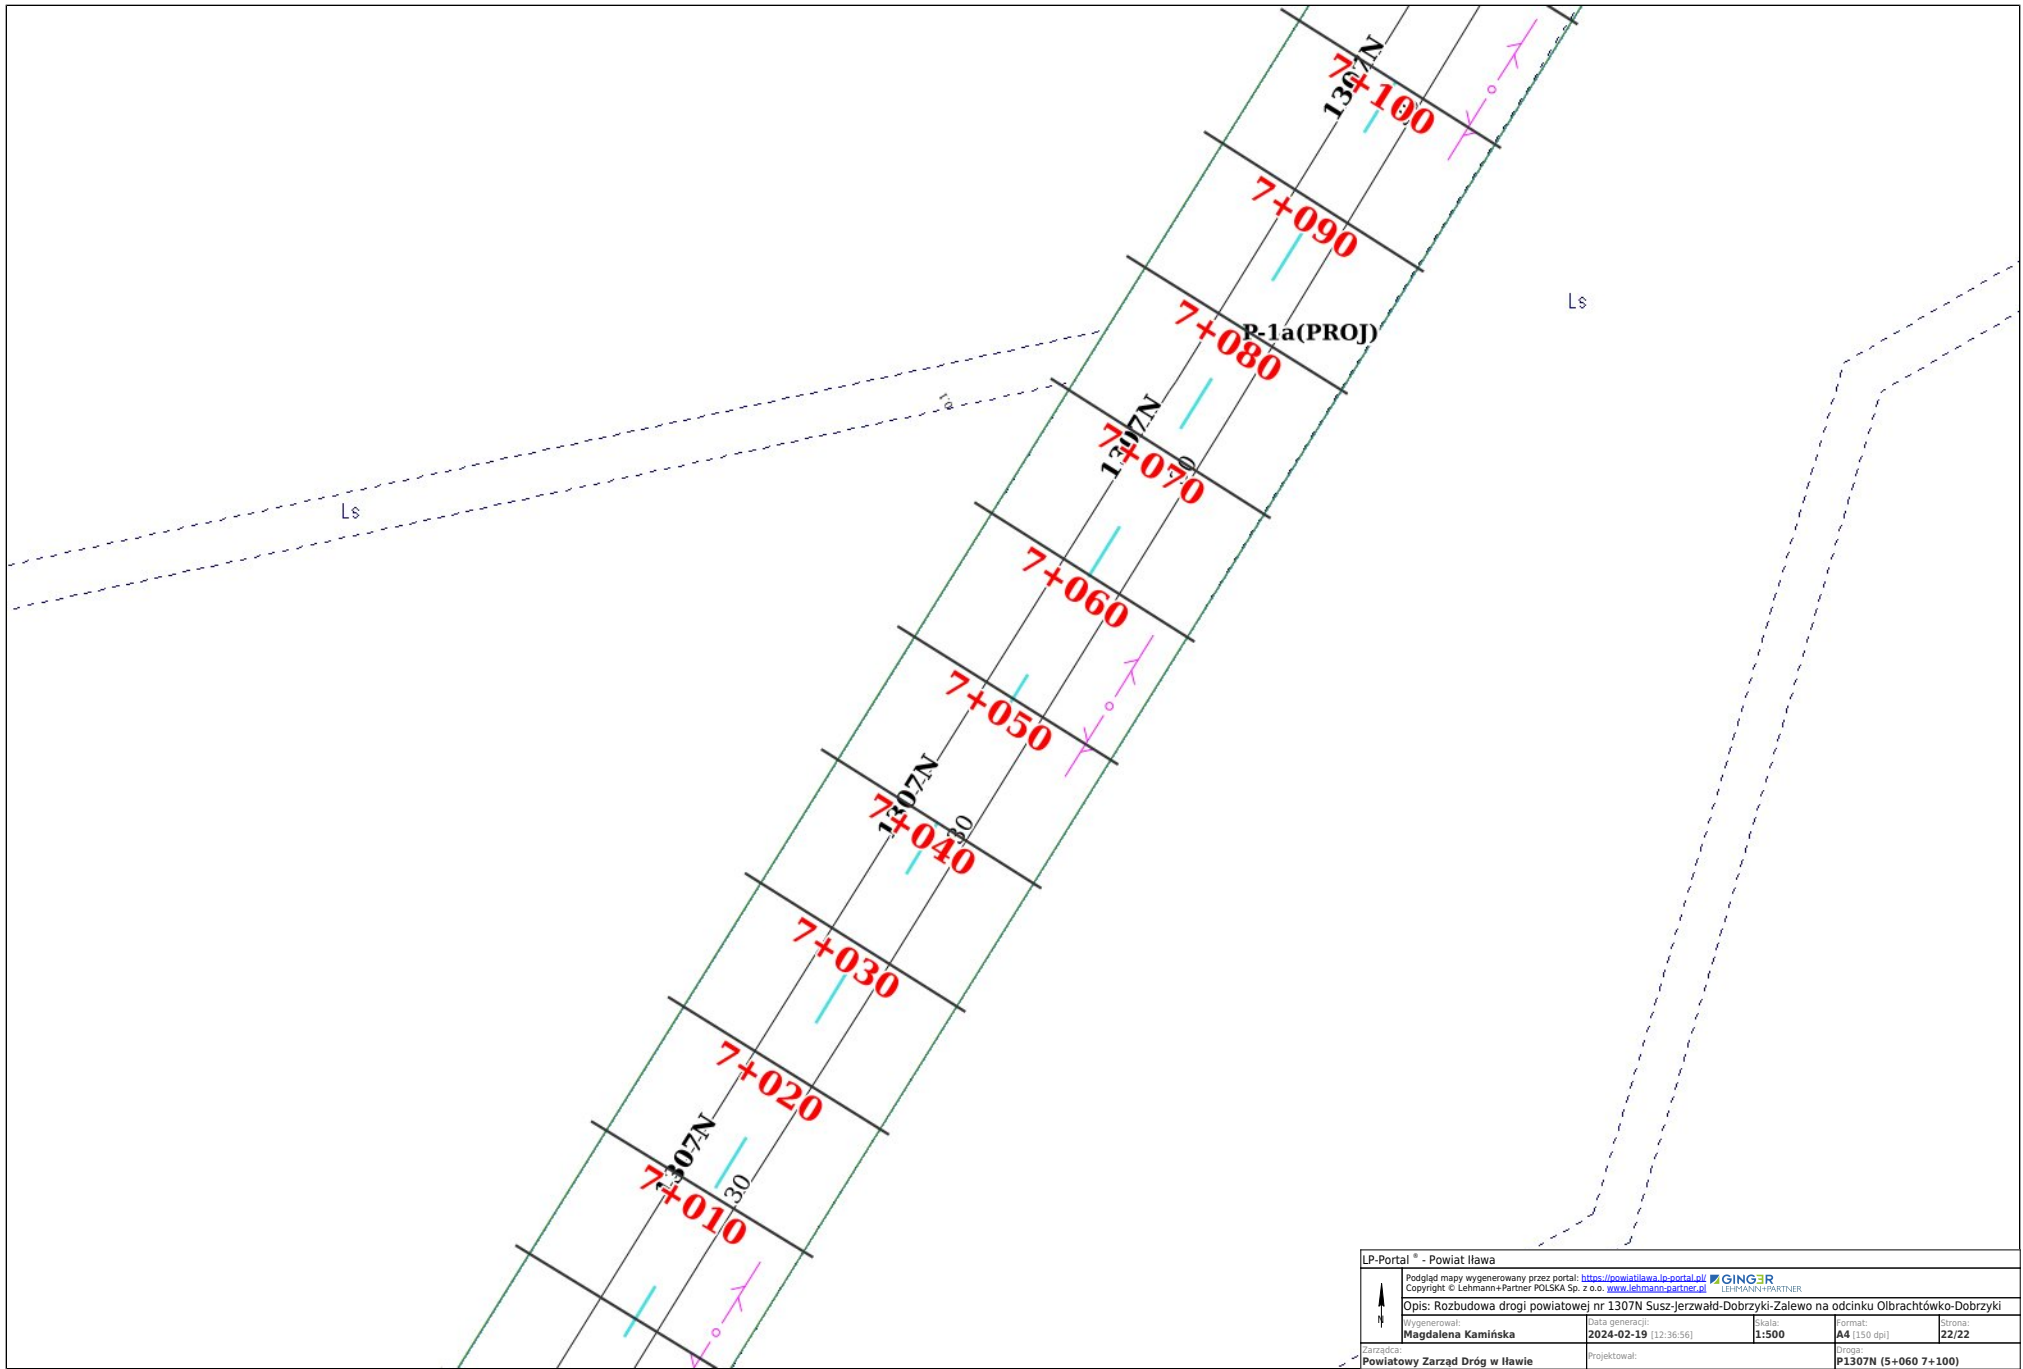 1307N
7+100
7+090
Ls
P-1a(PROJ)
7+080
1307N
7+070
Ls
7+060
7+050
1307N
30
7+040
7+030
7+020
1307N
30
7+010
LP-Portal ® - Powiat Iława
Podgląd mapy wygenerowany przez portal: https://powiatilawa.lp-portal.pl/ GINGER
Copyright © Lehmann+Partner POLSKA Sp. z o.o. www.lehmann-partner.pl LEHMANN+PARTNER
N
Opis: Rozbudowa drogi powiatowej nr 1307N Susz-Jerzwałd-Dobrzyki-Zalewo na odcinku Olbrachtówko-Dobrzyki
Wygenerował: Data generacji: Skala: Format: Strona:
Magdalena Kamińska 2024-02-19 [12:36:56] 1:500 A4 [150 dpi] 22/22
Zarządca: Projektował: Droga:
Powiatowy Zarząd Dróg w Iławie P1307N (5+060 7+100)